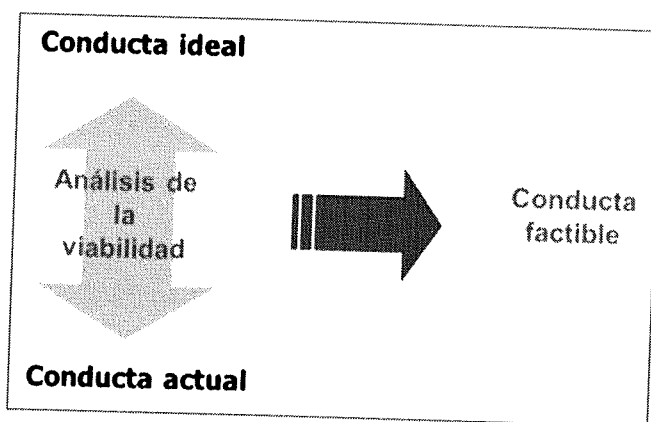 Conducta ideal
Análisis de
la
viabilidad
Conducta
factible
Conducta actual